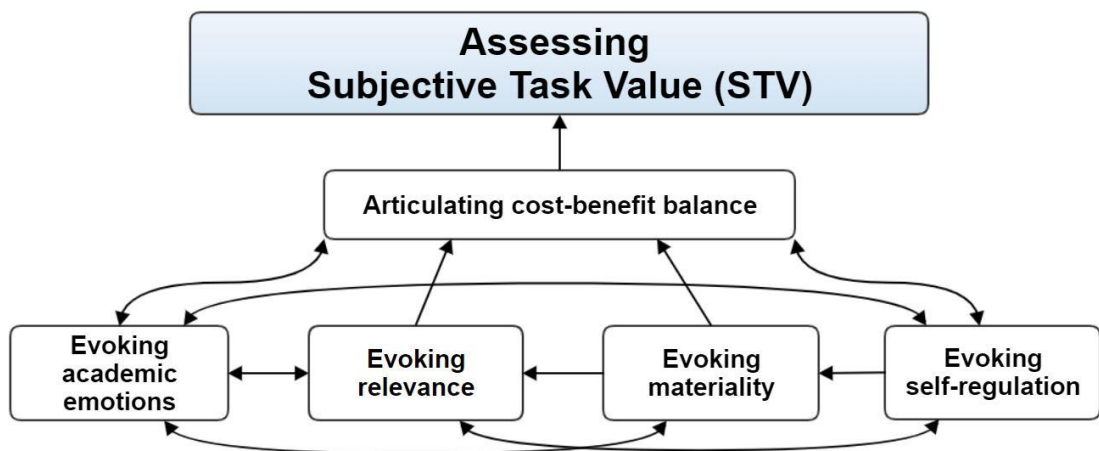 Assessing
Subjective Task Value (STV)
Articulating cost-benefit balance
Evoking
academic
emotions
Evoking
relevance
Evoking
materiality
Evoking
self-regulation